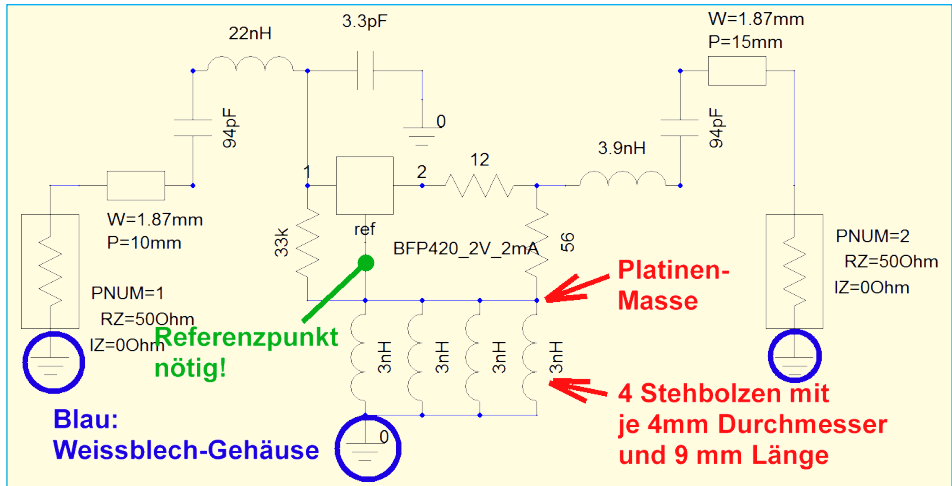 22nH
3.3pF
0
94pF
W=1.87mm
P=10mm
1
2
12
33k
ref
BFP420_2V_2mA
56
3.9nH
94pF
W=1.87mm
P=15mm
PNUM=1
RZ=50Ohm
IZ=0Ohm
PNUM=2
RZ=50Ohm
IZ=0Ohm
Referenzpunkt
nötig!
Platinen-
Masse
3nH
3nH
3nH
3nH
0
Blau:
Weissblech-Gehäuse
4 Stehbolzen mit
je 4mm Durchmesser
und 9 mm Länge